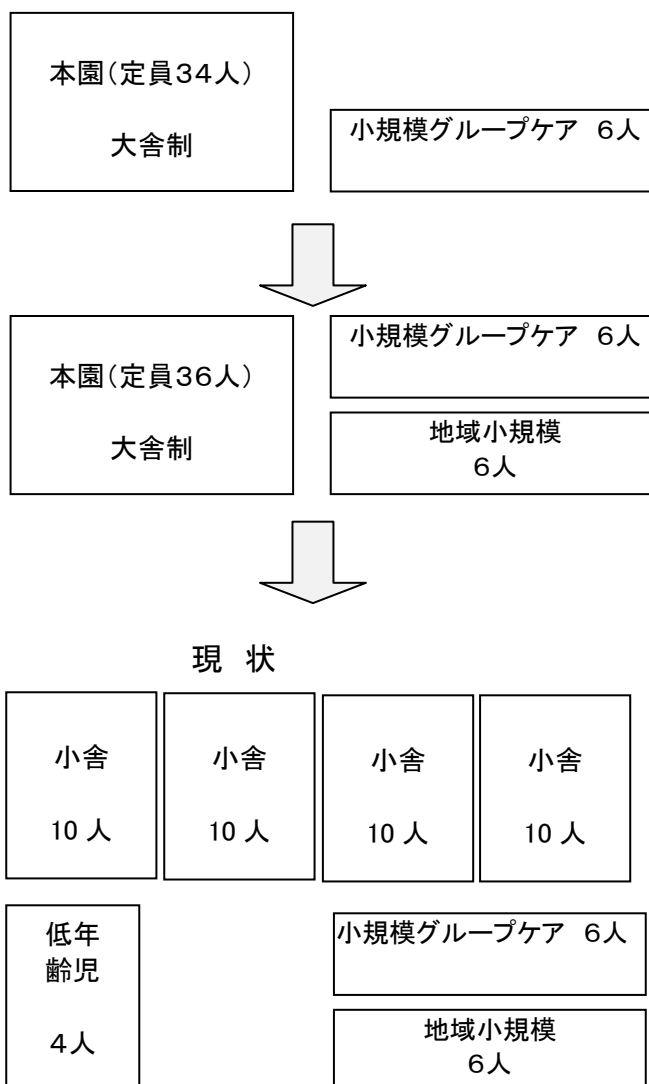 本園(定員34人)
大舎制
小規模グループケア 6人
本園(定員36人)
大舎制
小規模グループケア 6人
地域小規模
6人
現 状
小舎
10 人
小舎
10 人
小舎
10 人
小舎
10 人
低年
齢児
4人
小規模グループケア 6人
地域小規模
6人